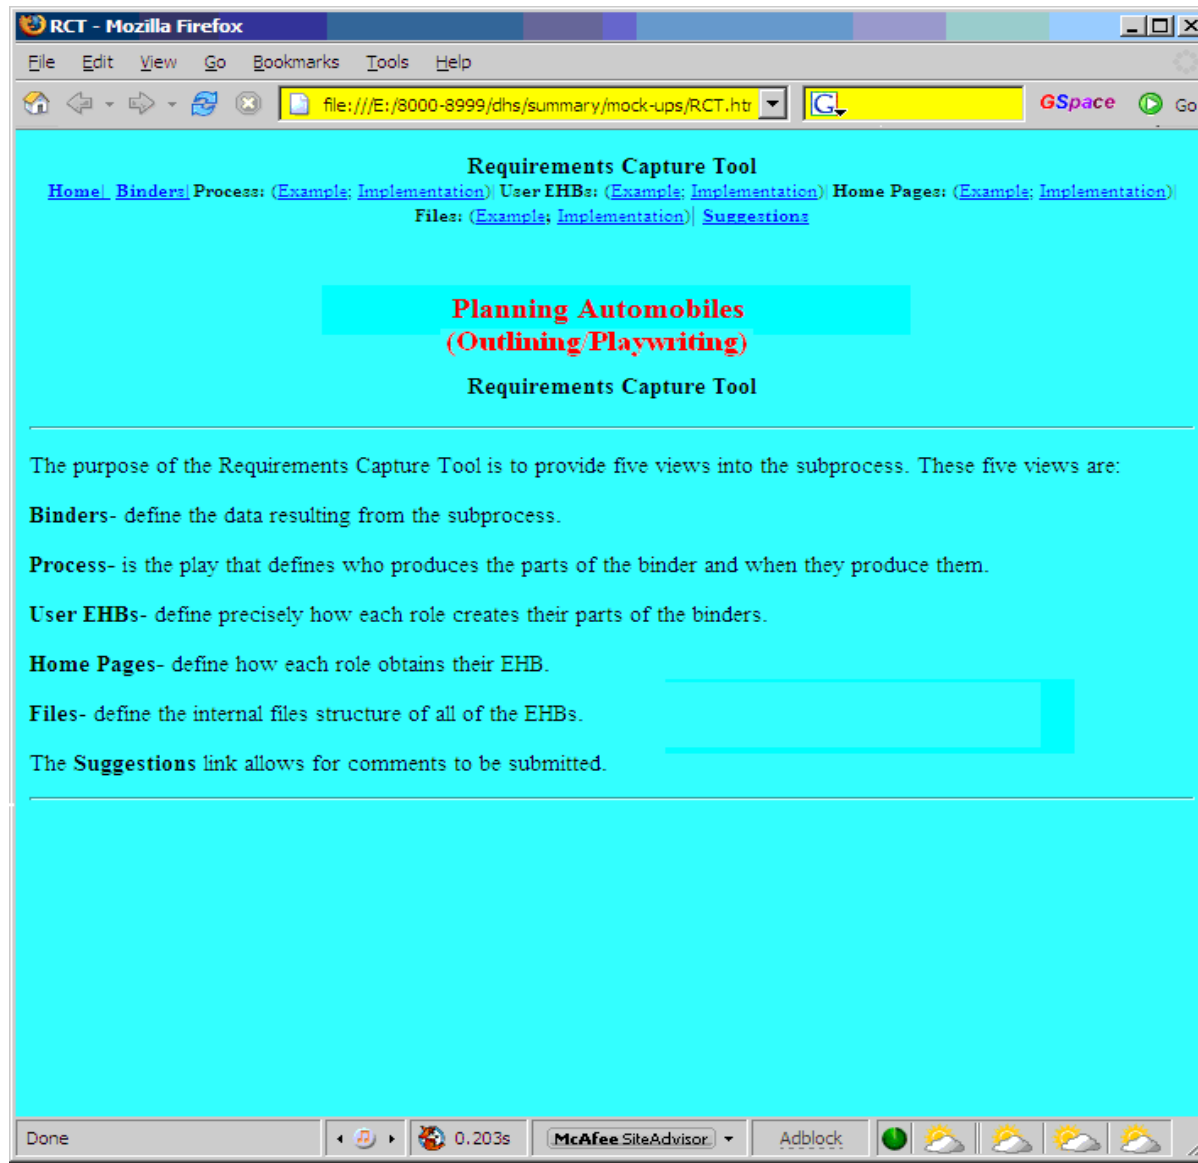 RCT - Mozilla Firefox
File Edit View Go Bookmarks Tools Help
file:///E:/8000-8999/dhs/summary/mock-ups/RCT.htr G GSpace Go
Requirements Capture Tool
Home| Binders| Process: (Example; Implementation)| User EHBs: (Example; Implementation)| Home Pages: (Example; Implementation)|
Files: (Example; Implementation)| Suggestions
Planning Automobiles
(Outlining/Playwriting)
Requirements Capture Tool
The purpose of the Requirements Capture Tool is to provide five views into the subprocess. These five views are:
Binders- define the data resulting from the subprocess.
Process- is the play that defines who produces the parts of the binder and when they produce them.
User EHBs- define precisely how each role creates their parts of the binders.
Home Pages- define how each role obtains their EHB.
Files- define the internal files structure of all of the EHBs.
The Suggestions link allows for comments to be submitted.
Done 0.203s McAfee SiteAdvisor Adblock